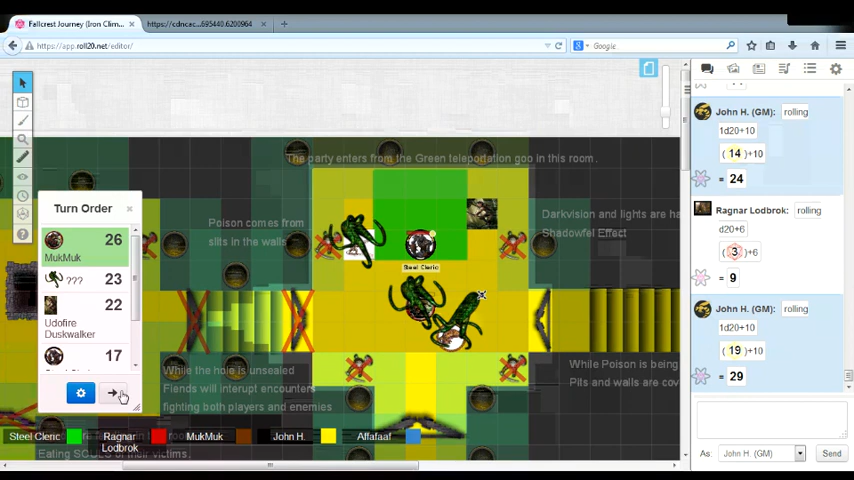 Fallcrest Journey (Iron Clim...
https://cdncac...695440.6200964
https://app.roll20.net/editor/
Google
The party enters from the Green teleportation goo in this room.
Poison comes from
slits in the walls
Darkvision and lights are ha
Shadowfel Effect
Steel Cleric
Turn Order
26
MukMuk
??? 23
22
Udofire
Duskwalker
17
While the hole is unsealed
Fiends will interupt encounters
fighting both players and enemies
While Poison is being
Pits and walls are cov
Eating SOULS of their victims.
Steel Cleric
Ragnar
Lodbrok
MukMuk
John H.
Affafaaf
John H. (GM): rolling
1d20+10
(14)+10
= 24
Ragnar Lodbrok: rolling
d20+6
(3)+6
= 9
John H. (GM): rolling
1d20+10
(19)+10
= 29
As: John H. (GM)
Send